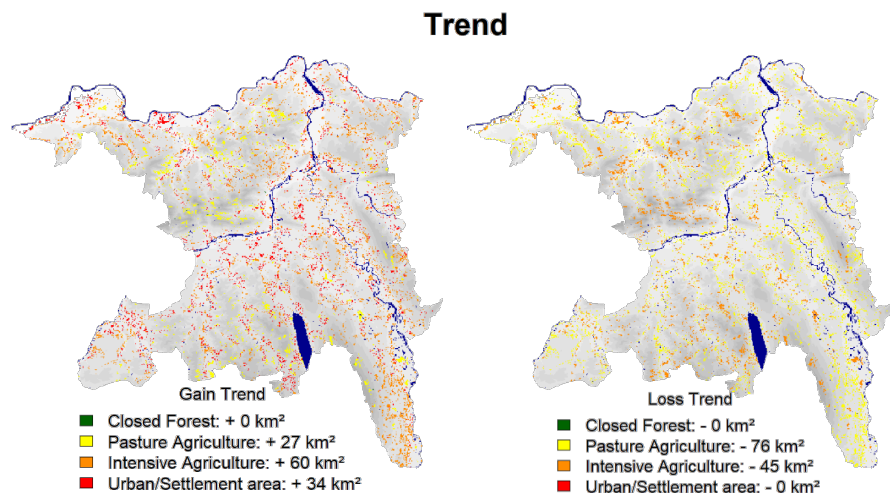 Trend
Gain Trend
Closed Forest: + 0 km²
Pasture Agriculture: + 27 km²
Intensive Agriculture: + 60 km²
Urban/Settlement area: + 34 km²
Loss Trend
Closed Forest: - 0 km²
Pasture Agriculture: - 76 km²
Intensive Agriculture: - 45 km²
Urban/Settlement area: - 0 km²